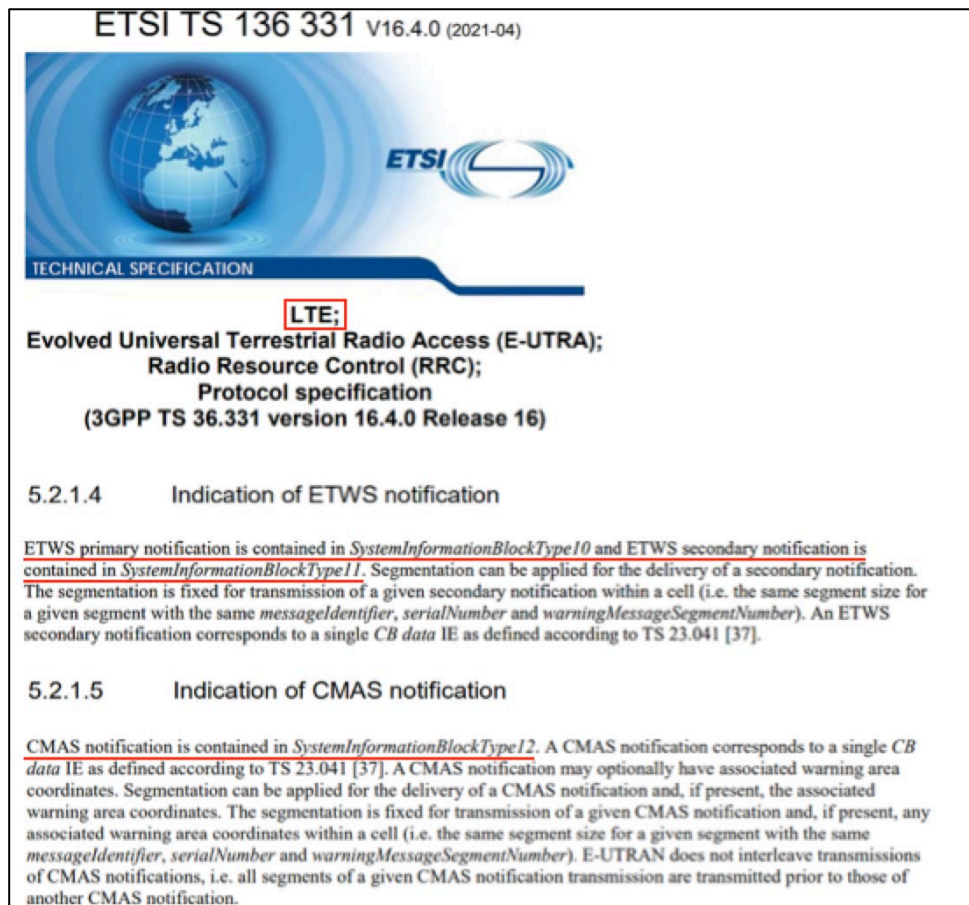 ETSI TS 136 331 V16.4.0 (2021-04)
ETSI
TECHNICAL SPECIFICATION
LTE;
Evolved Universal Terrestrial Radio Access (E-UTRA);
Radio Resource Control (RRC);
Protocol specification
(3GPP TS 36.331 version 16.4.0 Release 16)
5.2.1.4 Indication of ETWS notification
ETWS primary notification is contained in SystemInformationBlockType10 and ETWS secondary notification is
contained in SystemInformationBlockType11. Segmentation can be applied for the delivery of a secondary notification.
The segmentation is fixed for transmission of a given secondary notification within a cell (i.e. the same segment size for
a given segment with the same messageIdentifier, serialNumber and warningMessageSegmentNumber). An ETWS
secondary notification corresponds to a single CB data IE as defined according to TS 23.041 [37].
5.2.1.5 Indication of CMAS notification
CMAS notification is contained in SystemInformationBlockType12. A CMAS notification corresponds to a single CB
data IE as defined according to TS 23.041 [37]. A CMAS notification may optionally have associated warning area
coordinates. Segmentation can be applied for the delivery of a CMAS notification and, if present, the associated
warning area coordinates. The segmentation is fixed for transmission of a given CMAS notification and, if present, any
associated warning area coordinates within a cell (i.e. the same segment size for a given segment with the same
messageIdentifier, serialNumber and warningMessageSegmentNumber). E-UTRAN does not interleave transmissions
of CMAS notifications, i.e. all segments of a given CMAS notification transmission are transmitted prior to those of
another CMAS notification.